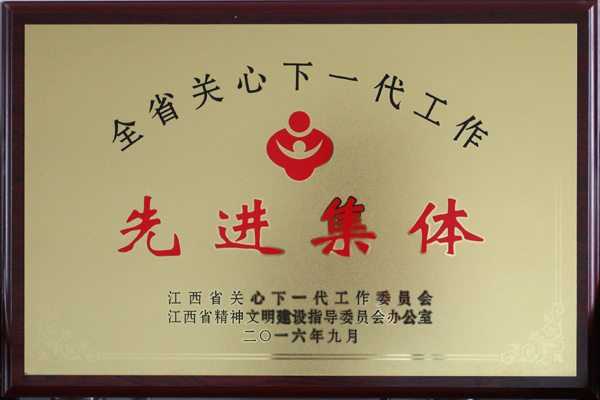 全省关心下一代工作
先进集体
江西省关心下一代工作委员会
江西省精神文明建设指导委员会办公室
二〇一六年九月